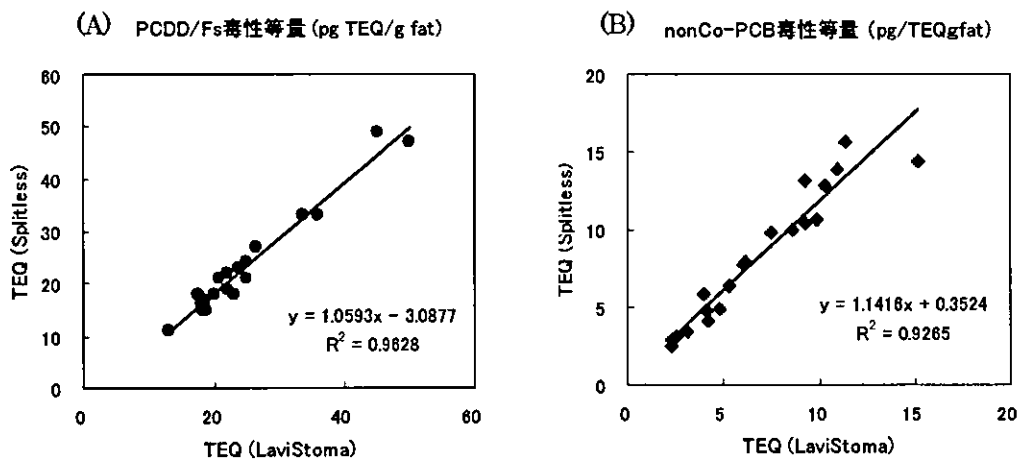 (A) PCDD/Fs毒性等量 (pg TEQ/g fat)
60
50
40
30
20
10
0
TEQ (Splitless)
y = 1.0593x − 3.0877
R² = 0.9628
0 20 40 60
TEQ (LaviStoma)
(B) nonCo-PCB毒性等量 (pg/TEQgfat)
20
15
10
5
0
TEQ (Splitless)
y = 1.1416x + 0.3524
R² = 0.9265
0 5 10 15 20
TEQ (LaviStoma)